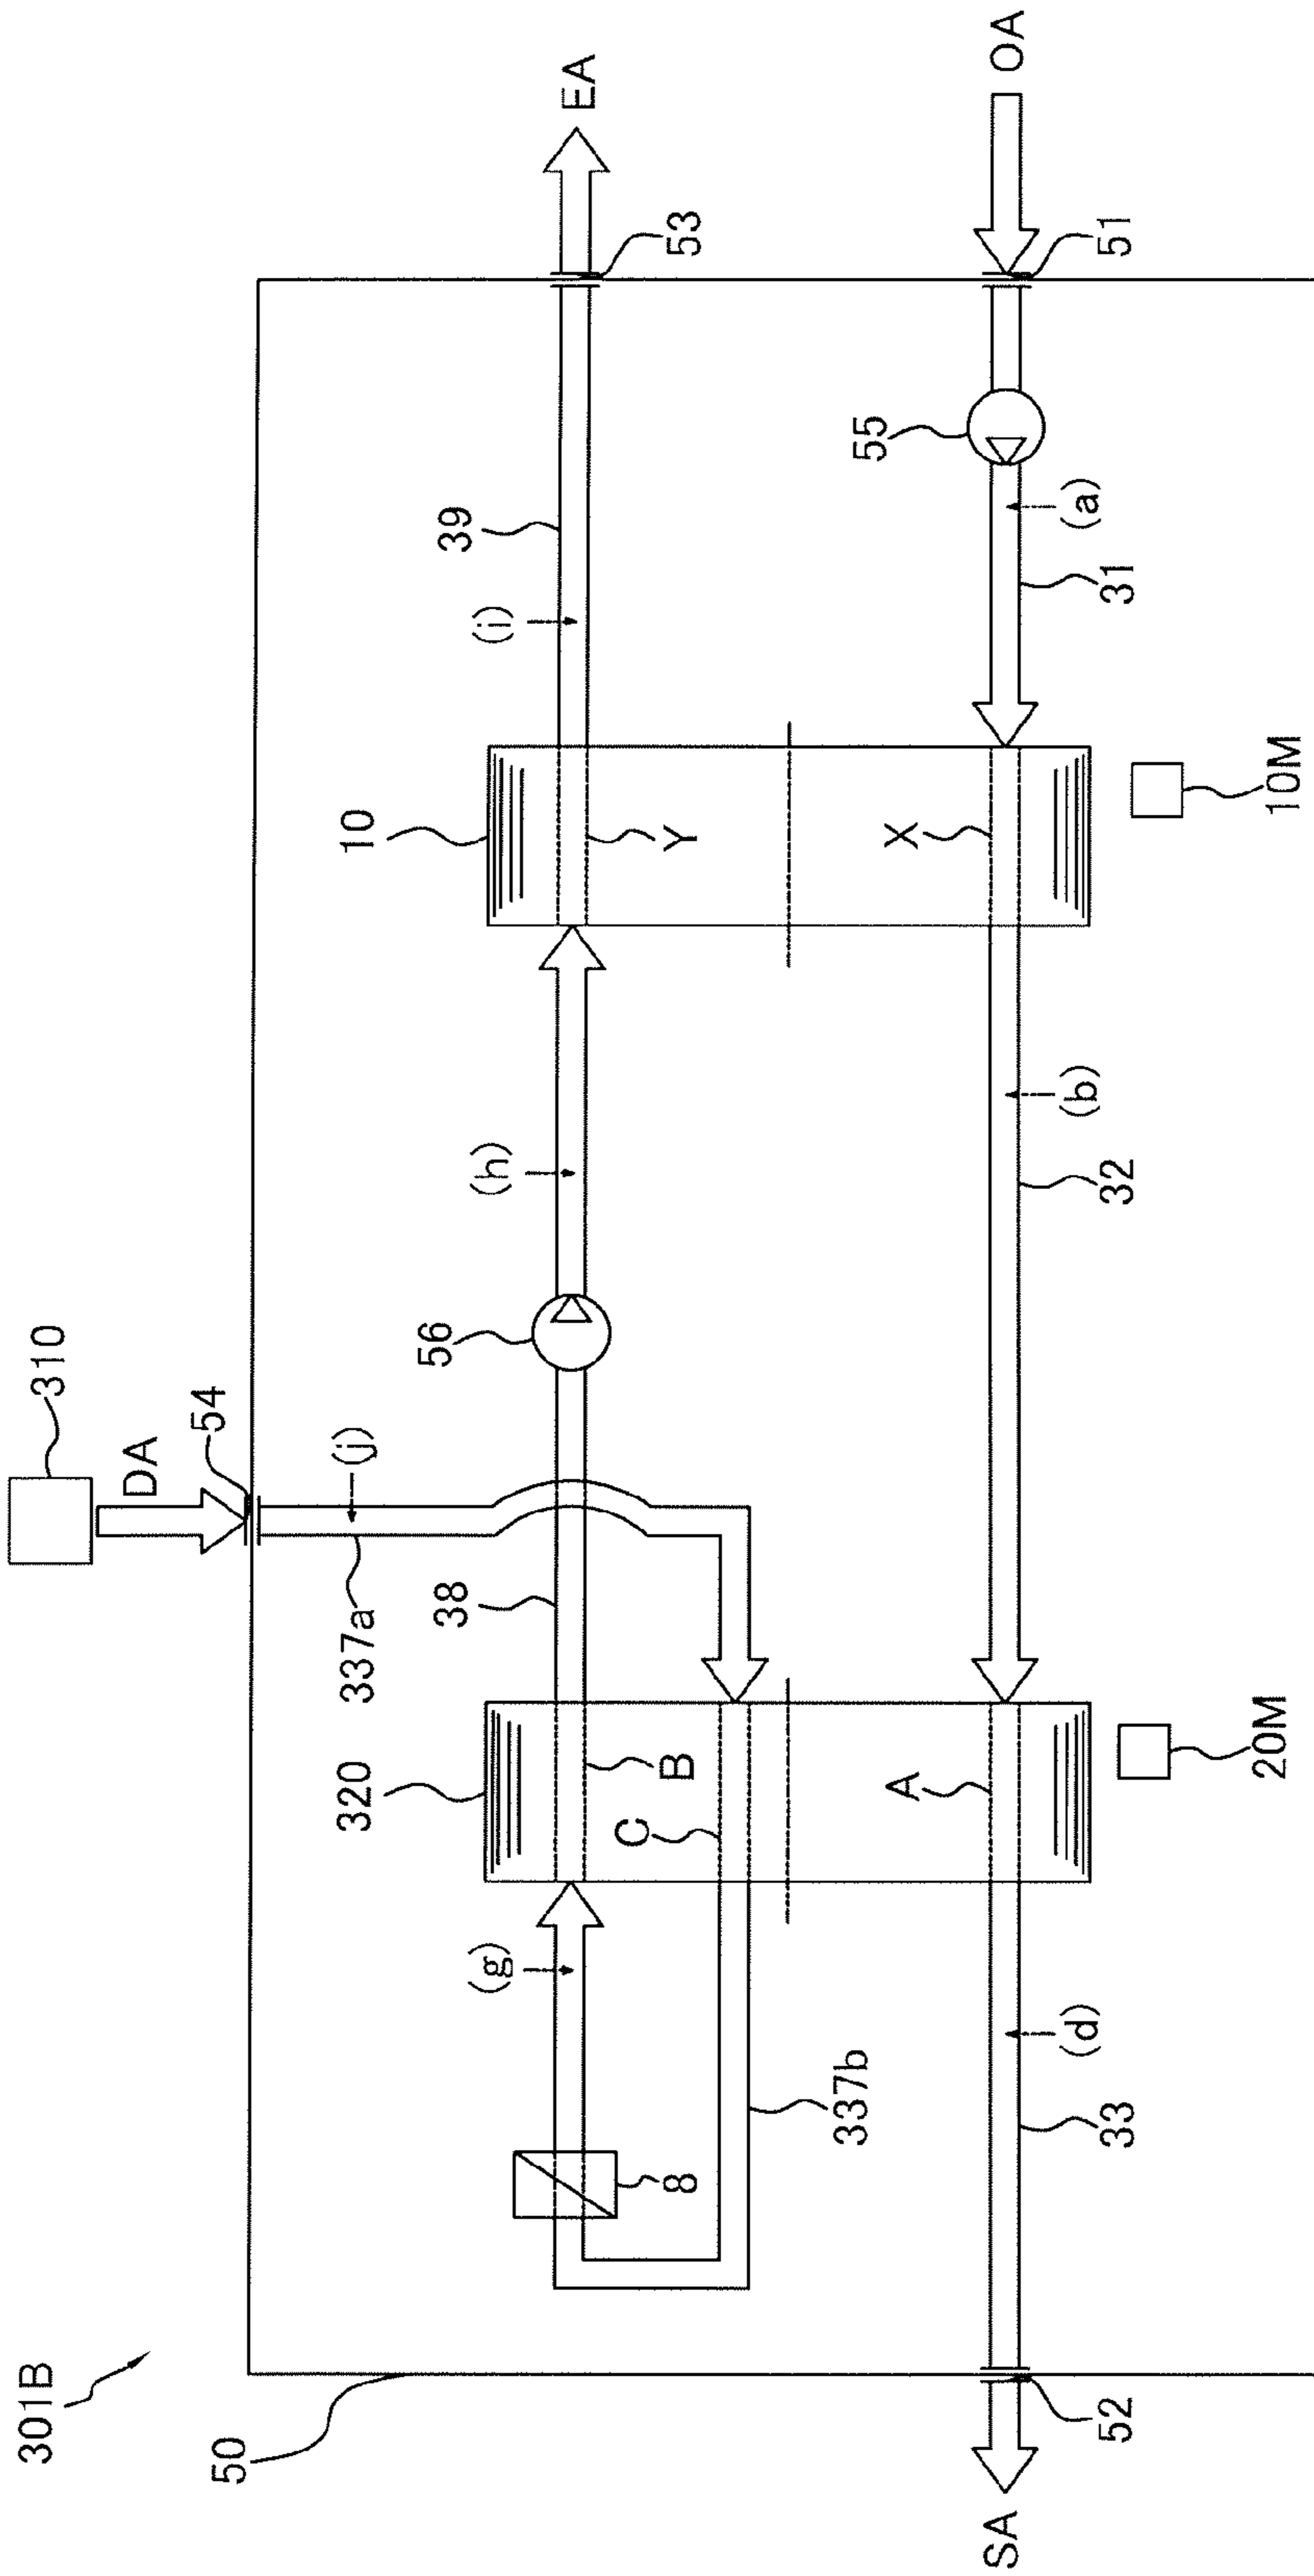 301B
50
310
DA
54
(j)
337a
EA
53
39
(i)
10
Y
(h)
56
38
320
B
C
(g)
8
337b
OA
51
55
(a)
31
X
10M
(b)
32
A
20M
(d)
33
52
SA